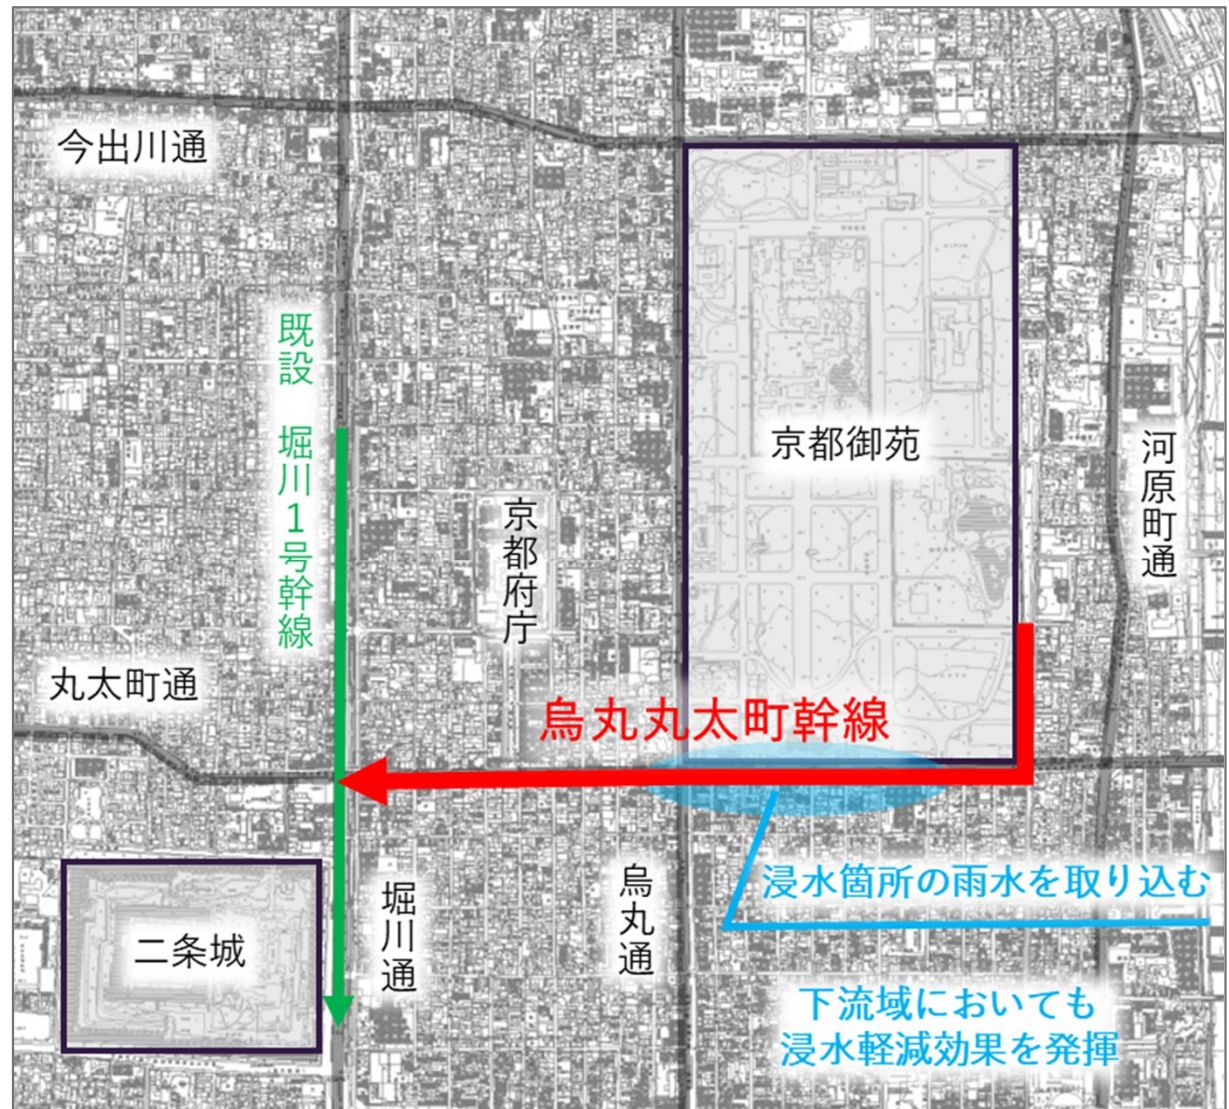 今出川通
既設 堀川1号幹線
京都御苑
河原町通
京都府庁
丸太町通
烏丸丸太町幹線
浸水箇所の雨水を取り込む
烏丸通
堀川通
二条城
下流域においても
浸水軽減効果を発揮